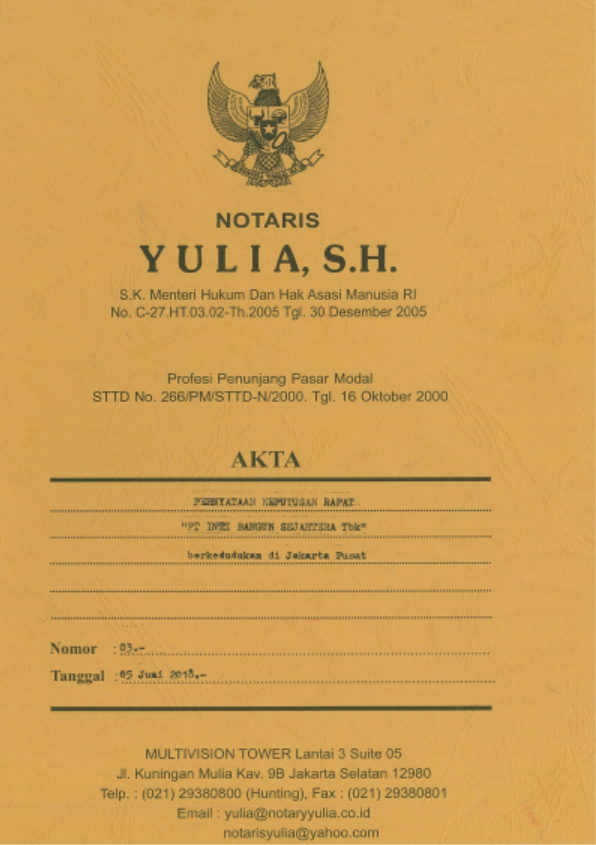 NOTARIS
YULIA, S.H.
S.K. Menteri Hukum Dan Hak Asasi Manusia RI
No. C-27.HT.03.02-Th.2005 Tgl. 30 Desember 2005
Profesi Penunjang Pasar Modal
STTD No. 266/PM/STTD-N/2000. Tgl. 16 Oktober 2000
AKTA
PERNYATAAN KEPUTUSAN RAPAT
"PT INTI BANGUN SEJAHTERA Tbk"
berkedudukan di Jakarta Pusat
Nomor : 03.-
Tanggal : 05 Juni 2018.-
MULTIVISION TOWER Lantai 3 Suite 05
Jl. Kuningan Mulia Kav. 9B Jakarta Selatan 12980
Telp. : (021) 29380800 (Hunting), Fax : (021) 29380801
Email : yulia@notaryyulia.co.id
notarisyulia@yahoo.com